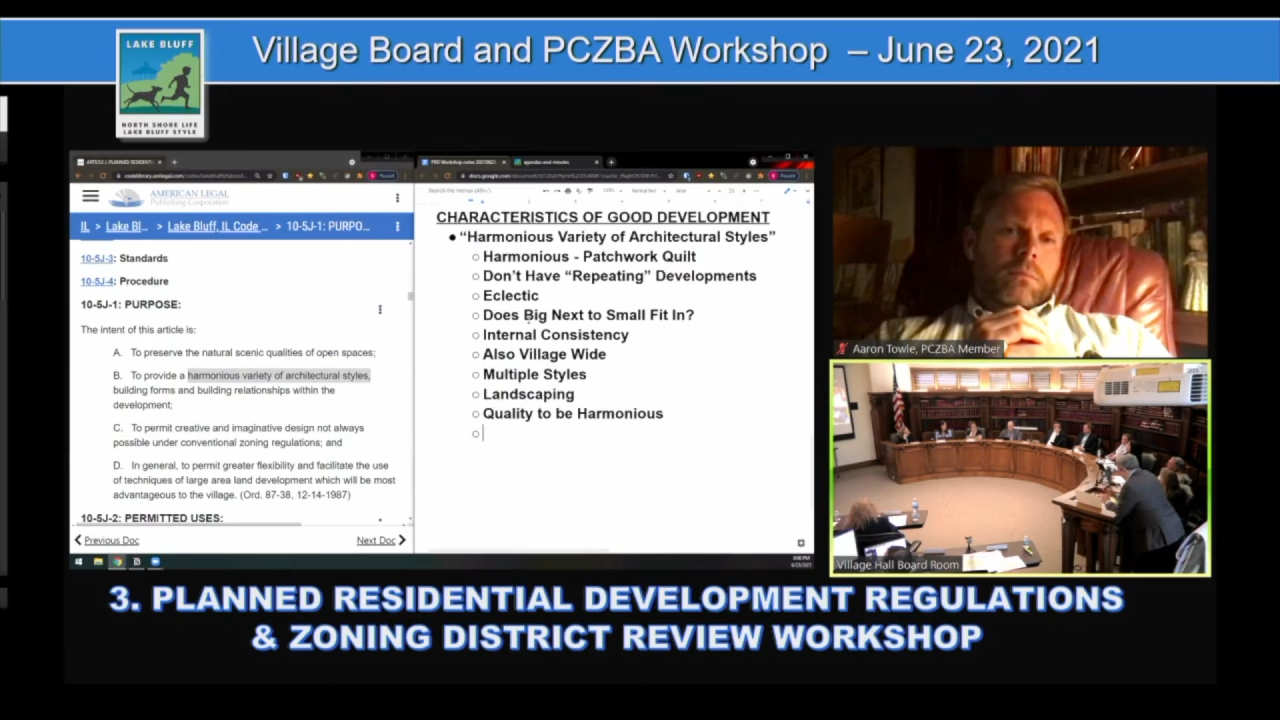 Village Board and PCZBA Workshop – June 23, 2021
LAKE BLUFF
NORTH SHORE LIFE
LAKE BLUFF STYLE
AMERICAN LEGAL
Publishing Corporation
IL > Lake Bl... > Lake Bluff, IL Code ... > 10-5J-1: PURPO...
10-5J-3: Standards
10-5J-4: Procedure
10-5J-1: PURPOSE:
The intent of this article is:
A. To preserve the natural scenic qualities of open spaces;
B. To provide a harmonious variety of architectural styles,
building forms and building relationships within the
development;
C. To permit creative and imaginative design not always
possible under conventional zoning regulations; and
D. In general, to permit greater flexibility and facilitate the use
of techniques of large area land development which will be most
advantageous to the village. (Ord. 87-38, 12-14-1987)
10-5J-2: PERMITTED USES:
Previous Doc
Next Doc
CHARACTERISTICS OF GOOD DEVELOPMENT
● “Harmonious Variety of Architectural Styles”
○ Harmonious - Patchwork Quilt
○ Don’t Have “Repeating” Developments
○ Eclectic
○ Does Big Next to Small Fit In?
○ Internal Consistency
○ Also Village Wide
○ Multiple Styles
○ Landscaping
○ Quality to be Harmonious
Aaron Towle, PCZBA Member
Village Hall Board Room
3. PLANNED RESIDENTIAL DEVELOPMENT REGULATIONS
& ZONING DISTRICT REVIEW WORKSHOP